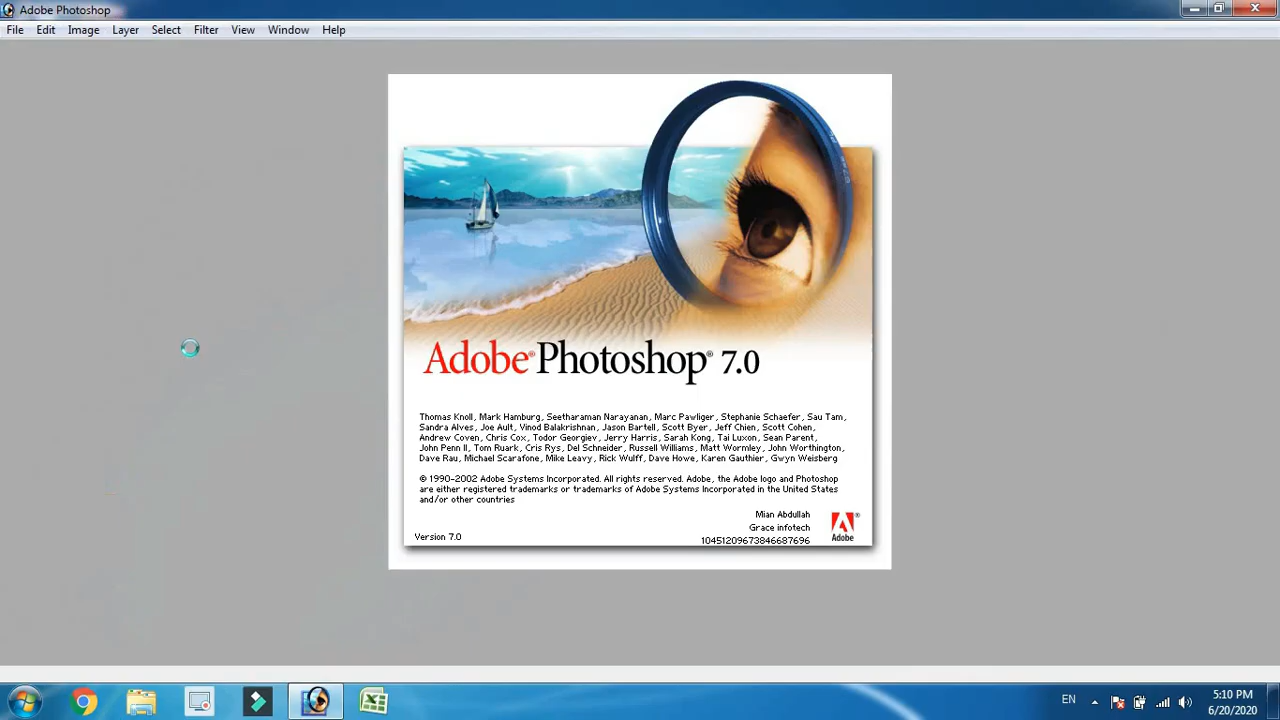 Adobe Photoshop
File Edit Image Layer Select Filter View Window Help
Adobe® Photoshop® 7.0
Thomas Knoll, Mark Hamburg, Seetharaman Narayanan, Marc Pawliger, Stephanie Schaefer, Sau Tam,
Sandra Alves, Joe Ault, Vinod Balakrishnan, Jason Bartell, Scott Byer, Jeff Chien, Scott Cohen,
Andrew Coven, Chris Cox, Todor Georgiev, Jerry Harris, Sarah Kong, Tai Luxon, Sean Parent,
John Penn II, Tom Ruark, Cris Rys, Del Schneider, Russell Williams, Matt Wormley, John Worthington,
Dave Rau, Michael Scarafone, Mike Leavy, Rick Wulff, Dave Howe, Karen Gauthier, Gwyn Weisberg
© 1990-2002 Adobe Systems Incorporated. All rights reserved. Adobe, the Adobe logo and Photoshop
are either registered trademarks or trademarks of Adobe Systems Incorporated in the United States
and/or other countries
Mian Abdullah
Grace infotech
10451209673846687696
Adobe
Version 7.0
EN
5:10 PM
6/20/2020